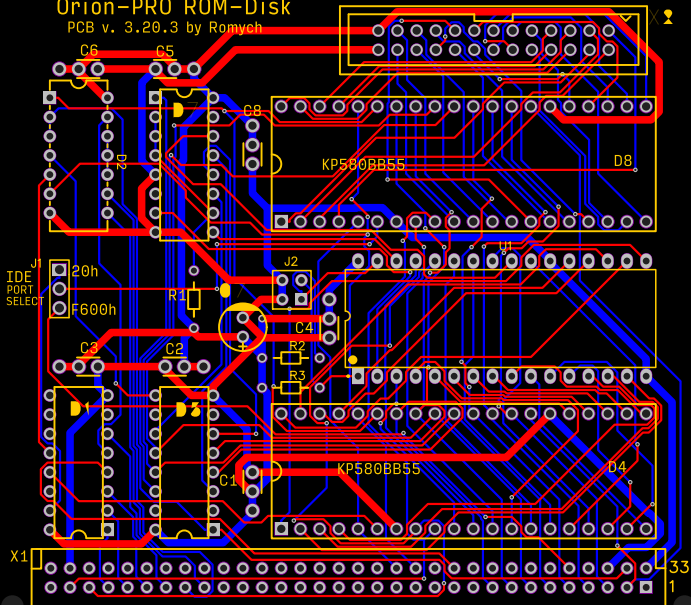 Orion-PRO ROM-Disk
PCB v. 3.20.3 by Romych
2
C6
C5
C8
D2
KP580BB55
D8
U1
J1
IDE
PORT
SELECT
20h
F600h
J2
R1
C4
R2
R3
C3
C2
D1
D3
C1
KP580BB55
D4
X1
33
1